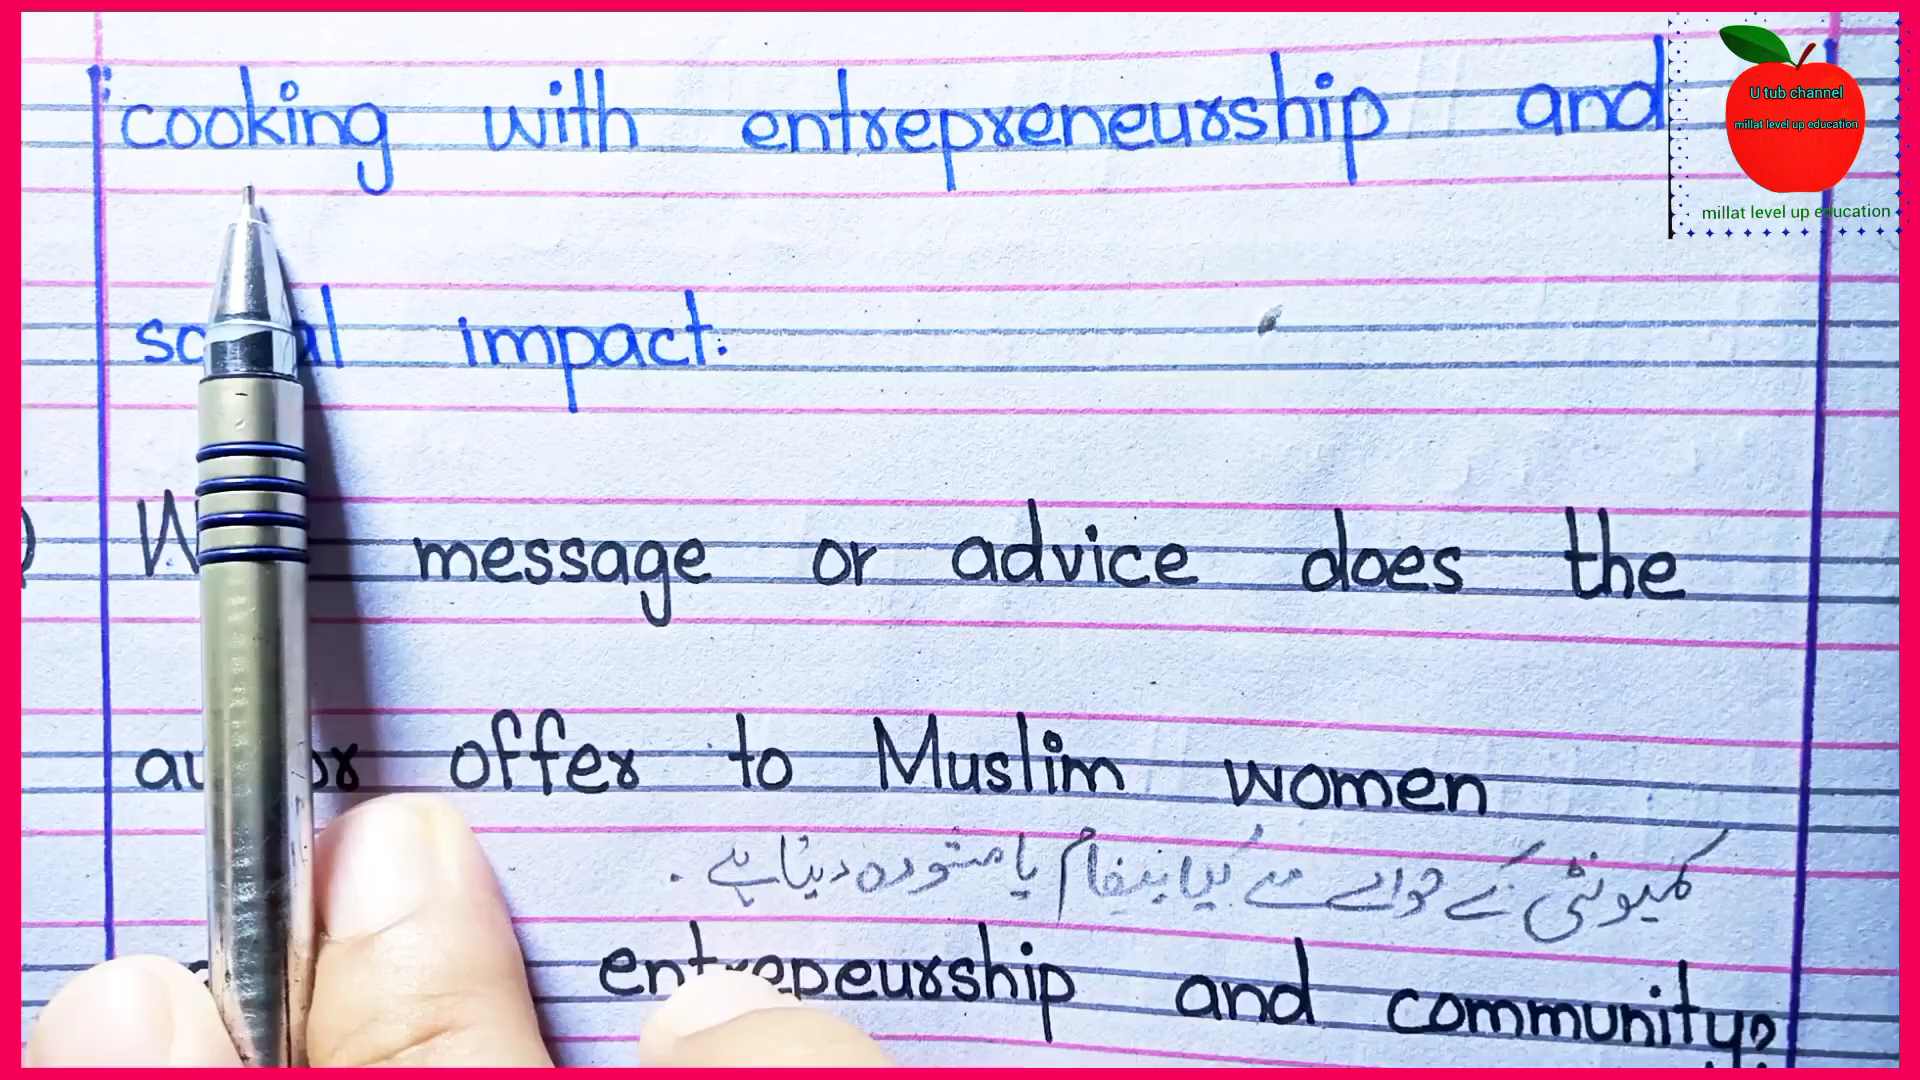 cooking with entrepreneurship and
impact.
message or advice does the
offer to Muslim women
کمیونٹی کے حوالے سے کیا پیغام یا مشورہ دیتا ہے۔
and community?
U tub channel
millat level up education
millat level up education